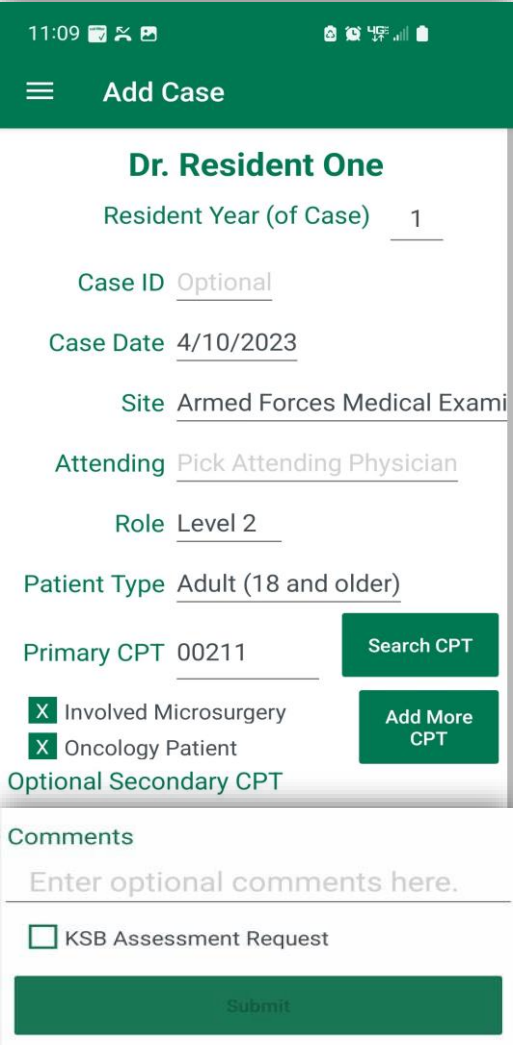 11:09 4GE
Add Case
Dr. Resident One
Resident Year (of Case) 1
Case ID Optional
Case Date 4/10/2023
Site Armed Forces Medical Exami
Attending Pick Attending Physician
Role Level 2
Patient Type Adult (18 and older)
Primary CPT 00211
Search CPT
X Involved Microsurgery
X Oncology Patient
Add More
CPT
Optional Secondary CPT
Comments
Enter optional comments here.
KSB Assessment Request
Submit